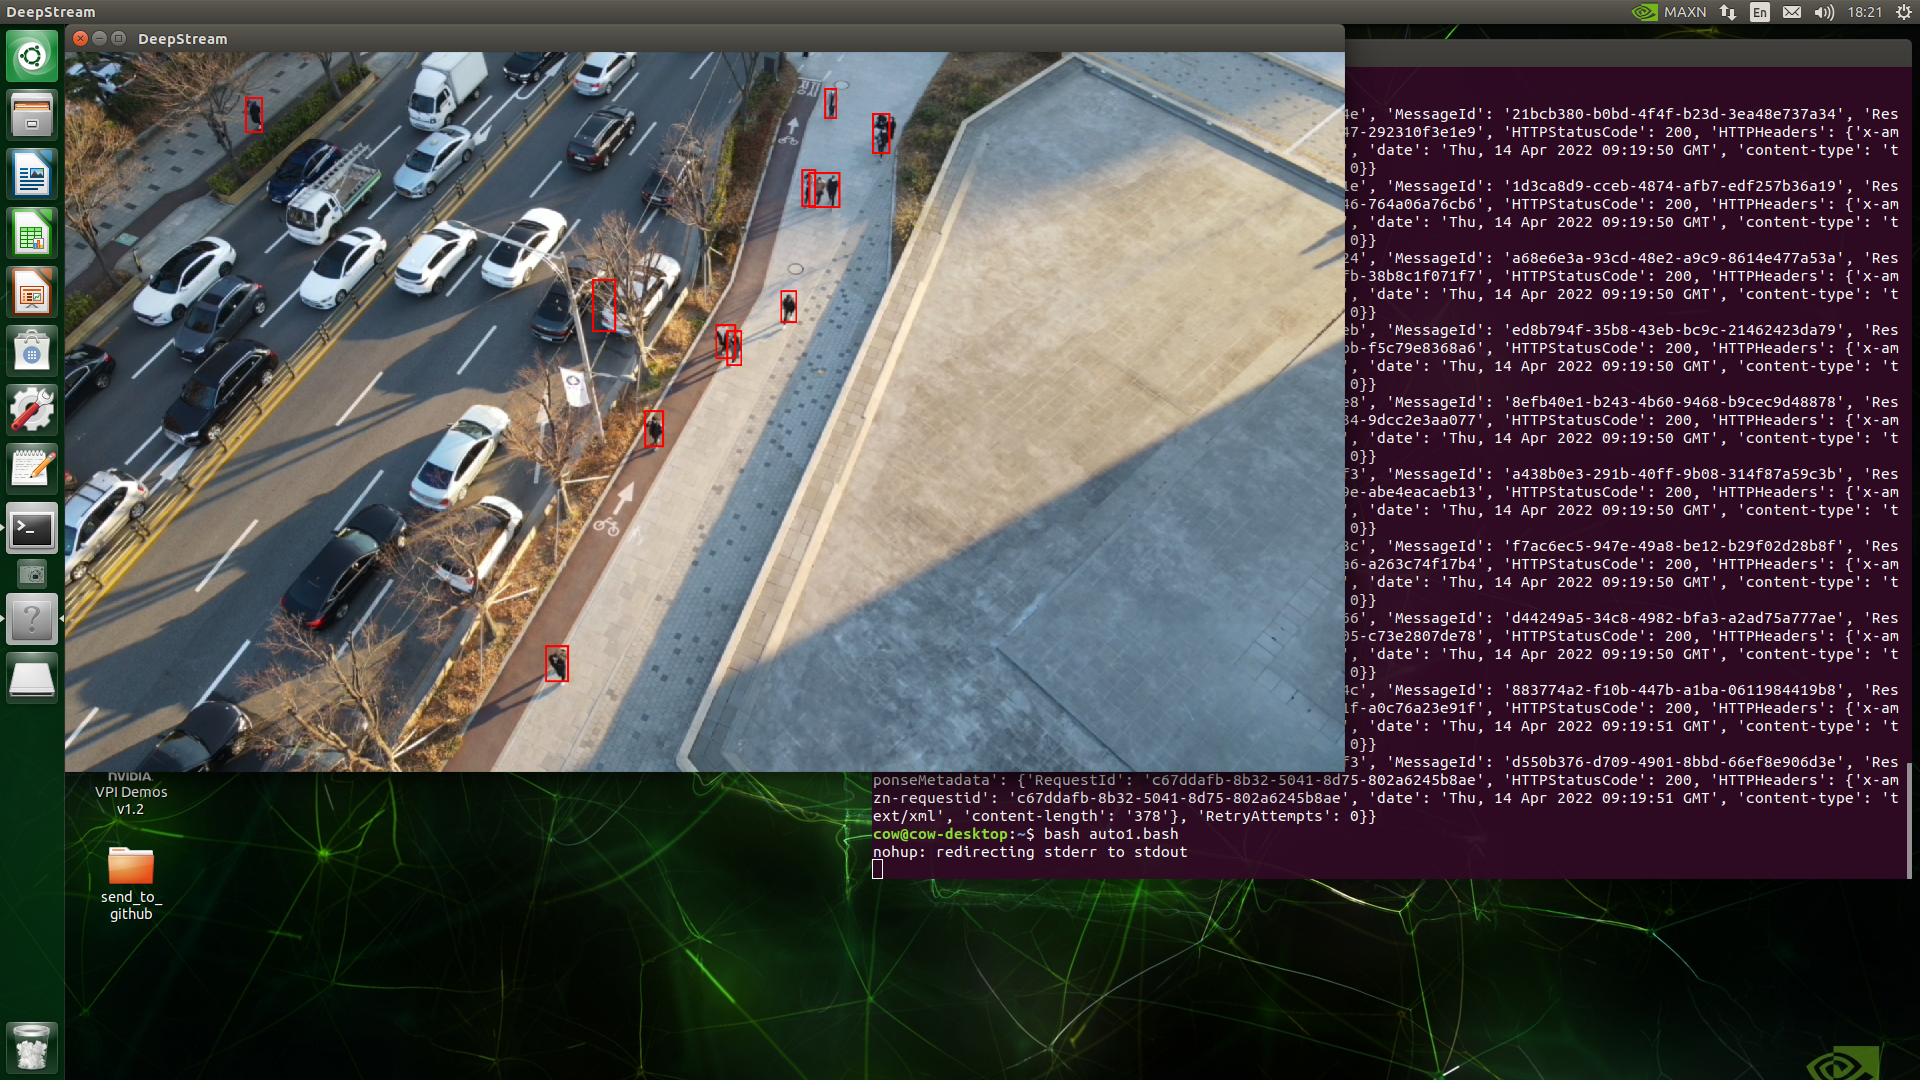 DeepStream
MAXN
En
18:21
DeepStream
4e', 'MessageId': '21bcb380-b0bd-4f4f-b23d-3ea48e737a34', 'Res
47-292310f3e1e9', 'HTTPStatusCode': 200, 'HTTPHeaders': {'x-am
', 'date': 'Thu, 14 Apr 2022 09:19:50 GMT', 'content-type': 't
1e', 'MessageId': '1d3ca8d9-cceb-4874-afb7-edf257b36a19', 'Res
46-764a06a76cb6', 'HTTPStatusCode': 200, 'HTTPHeaders': {'x-am
', 'date': 'Thu, 14 Apr 2022 09:19:50 GMT', 'content-type': 't
0}}
24', 'MessageId': 'a68e6e3a-93cd-48e2-a9c9-8614e477a53a', 'Res
fb-38b8c1f071f7', 'HTTPStatusCode': 200, 'HTTPHeaders': {'x-am
', 'date': 'Thu, 14 Apr 2022 09:19:50 GMT', 'content-type': 't
0}}
eb', 'MessageId': 'ed8b794f-35b8-43eb-bc9c-21462423da79', 'Res
bb-f5c79e8368a6', 'HTTPStatusCode': 200, 'HTTPHeaders': {'x-am
', 'date': 'Thu, 14 Apr 2022 09:19:50 GMT', 'content-type': 't
0}}
e8', 'MessageId': '8efb40e1-b243-4b60-9468-b9cec9d48878', 'Res
34-9dcc2e3aa077', 'HTTPStatusCode': 200, 'HTTPHeaders': {'x-am
', 'date': 'Thu, 14 Apr 2022 09:19:50 GMT', 'content-type': 't
0}}
f3', 'MessageId': 'a438b0e3-291b-40ff-9b08-314f87a59c3b', 'Res
9e-abe4eacaeb13', 'HTTPStatusCode': 200, 'HTTPHeaders': {'x-am
', 'date': 'Thu, 14 Apr 2022 09:19:50 GMT', 'content-type': 't
0}}
3c', 'MessageId': 'f7ac6ec5-947e-49a8-be12-b29f02d28b8f', 'Res
a6-a263c74f17b4', 'HTTPStatusCode': 200, 'HTTPHeaders': {'x-am
', 'date': 'Thu, 14 Apr 2022 09:19:50 GMT', 'content-type': 't
0}}
66', 'MessageId': 'd44249a5-34c8-4982-bfa3-a2ad75a777ae', 'Res
05-c73e2807de78', 'HTTPStatusCode': 200, 'HTTPHeaders': {'x-am
', 'date': 'Thu, 14 Apr 2022 09:19:50 GMT', 'content-type': 't
0}}
4c', 'MessageId': '883774a2-f10b-447b-a1ba-0611984419b8', 'Res
1f-a0c76a23e91f', 'HTTPStatusCode': 200, 'HTTPHeaders': {'x-am
', 'date': 'Thu, 14 Apr 2022 09:19:51 GMT', 'content-type': 't
0}}
f3', 'MessageId': 'd550b376-d709-4901-8bbd-66ef8e906d3e', 'Res
ponseMetadata': {'RequestId': 'c67ddafb-8b32-5041-8d75-802a6245b8ae', 'HTTPStatusCode': 200, 'HTTPHeaders': {'x-am
zn-requestid': 'c67ddafb-8b32-5041-8d75-802a6245b8ae', 'date': 'Thu, 14 Apr 2022 09:19:51 GMT', 'content-type': 't
ext/xml', 'content-length': '378'}, 'RetryAttempts': 0}}
cow@cow-desktop:~$ bash auto1.bash
nohup: redirecting stderr to stdout
NVIDIA
VPI Demos
v1.2
send_to_
github